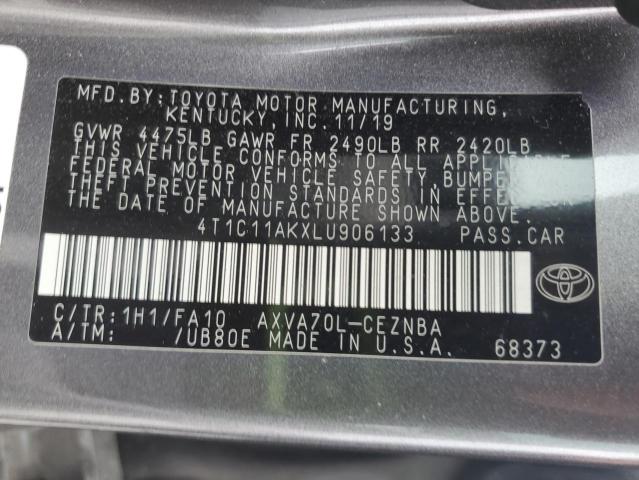 MFD. BY: TOYOTA MOTOR MANUFACTURING,
KENTUCKY, INC. 11/19
GVWR 4475LB GAWR FR 2490LB RR 2420LB
THIS VEHICLE CONFORMS TO ALL APPLICABLE
FEDERAL MOTOR VEHICLE SAFETY, BUMPER,
THEFT PREVENTION STANDARDS IN EFFECT ON
THE DATE OF MANUFACTURE SHOWN ABOVE.
4T1C11AKXLU906133 PASS.CAR
C/TR:1H1/FA10 AXVA70L-CEZNBA
A/TM: /UB80E MADE IN U.S.A. 68373